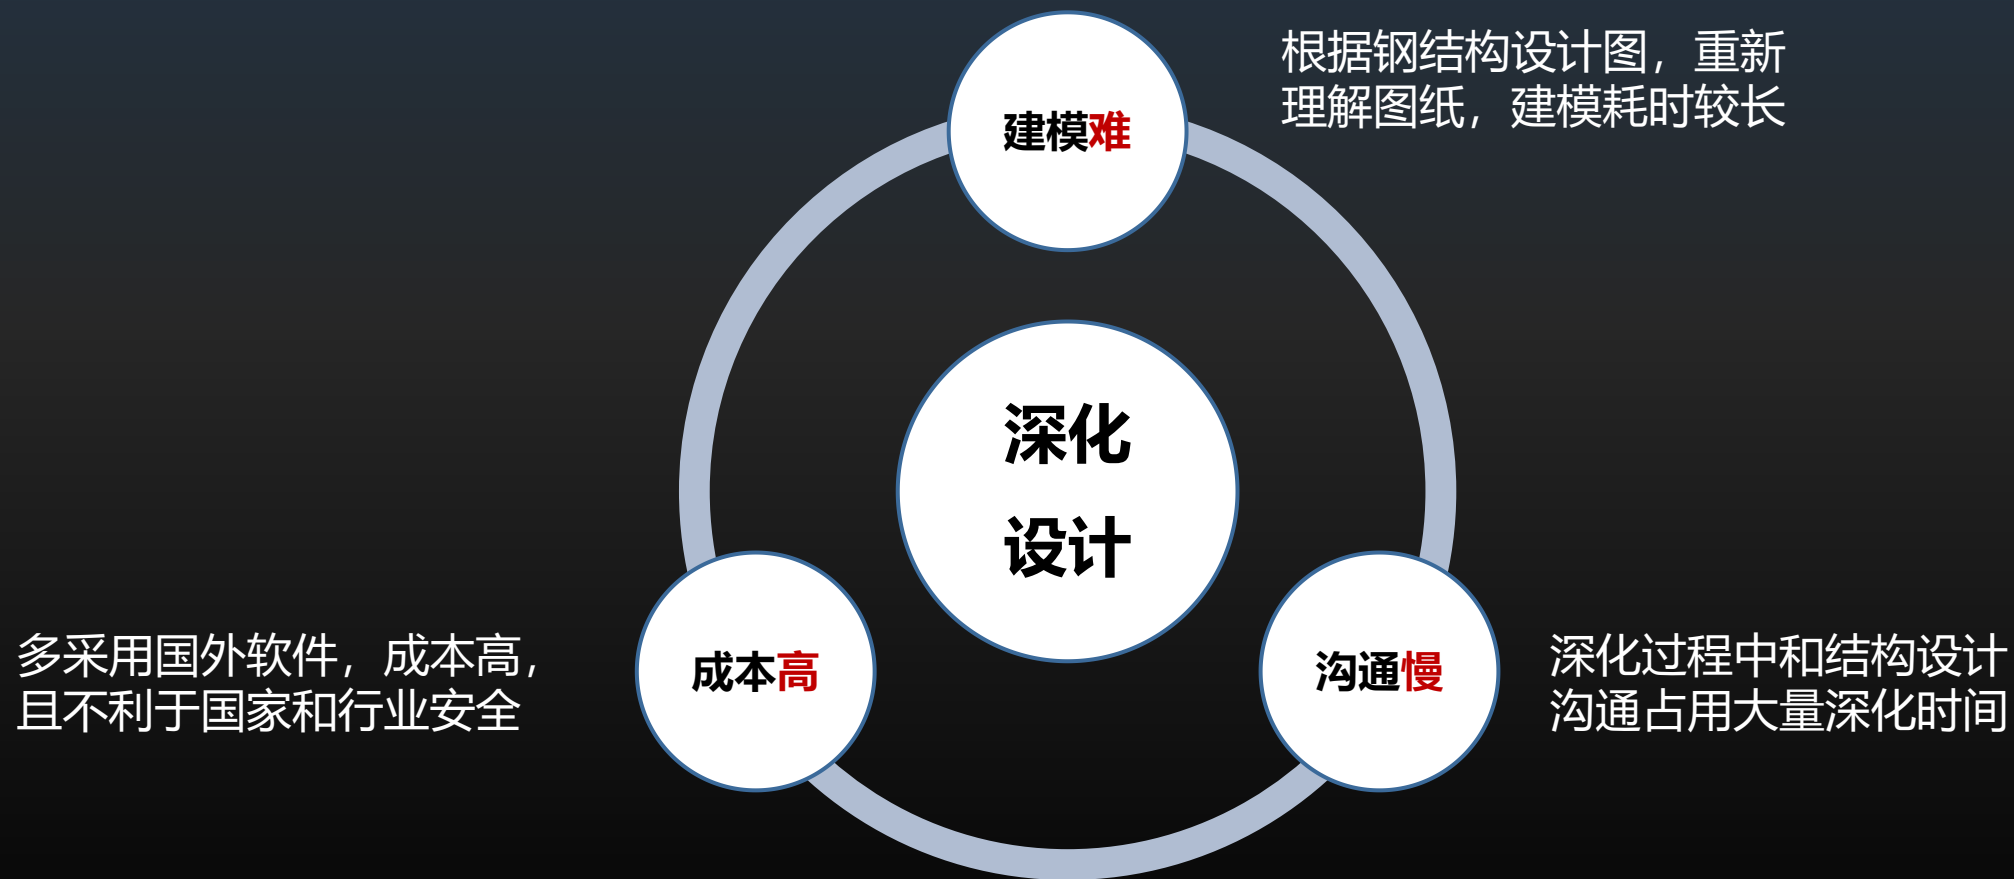 建模难
根据钢结构设计图，重新
理解图纸，建模耗时较长
深化
设计
成本高
多采用国外软件，成本高，
且不利于国家和行业安全
沟通慢
深化过程中和结构设计
沟通占用大量深化时间